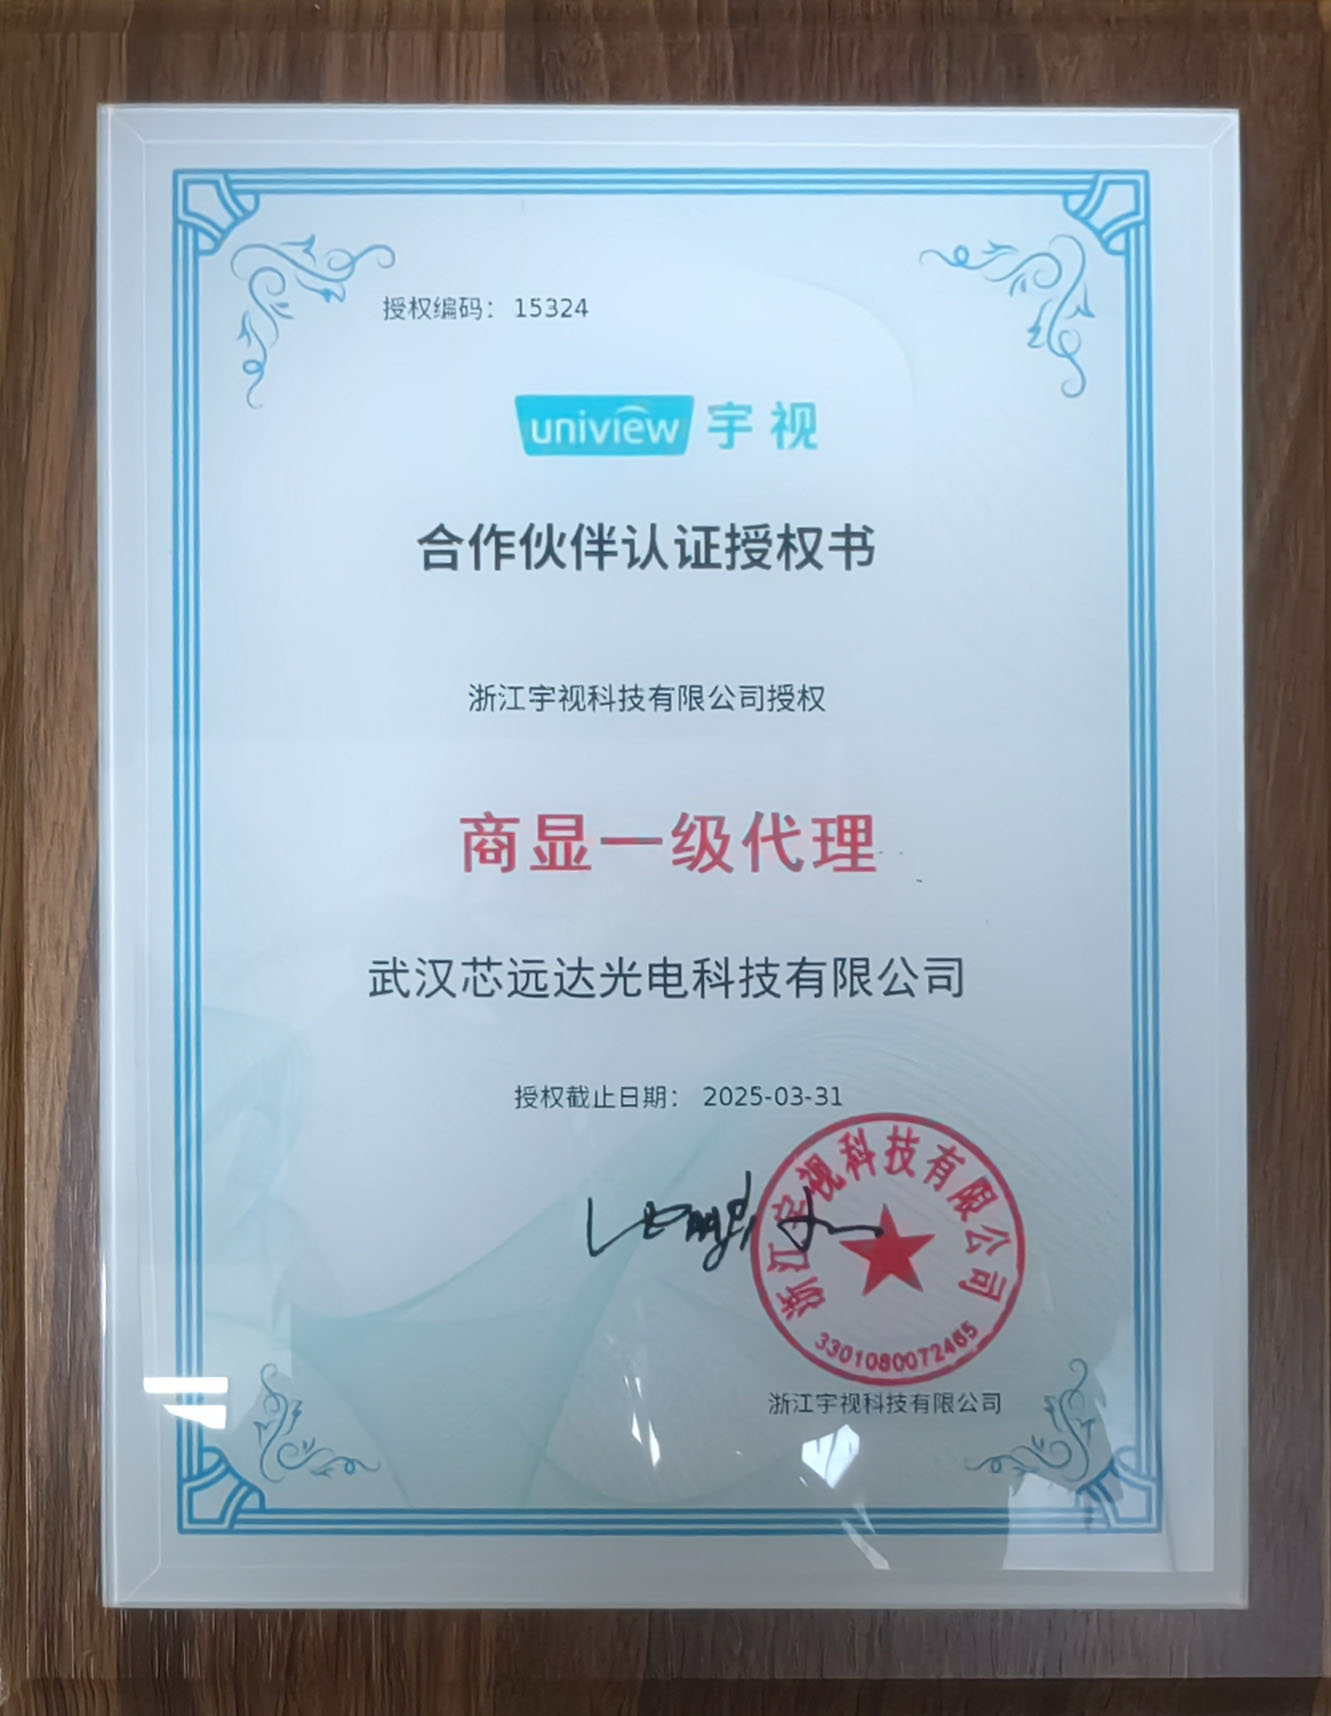 授权编码： 15324
uniview 宇视
合作伙伴认证授权书
浙江宇视科技有限公司授权
商显一级代理
武汉芯远达光电科技有限公司
授权截止日期： 2025-03-31
浙江宇视科技有限公司
3301080072465
浙江宇视科技有限公司